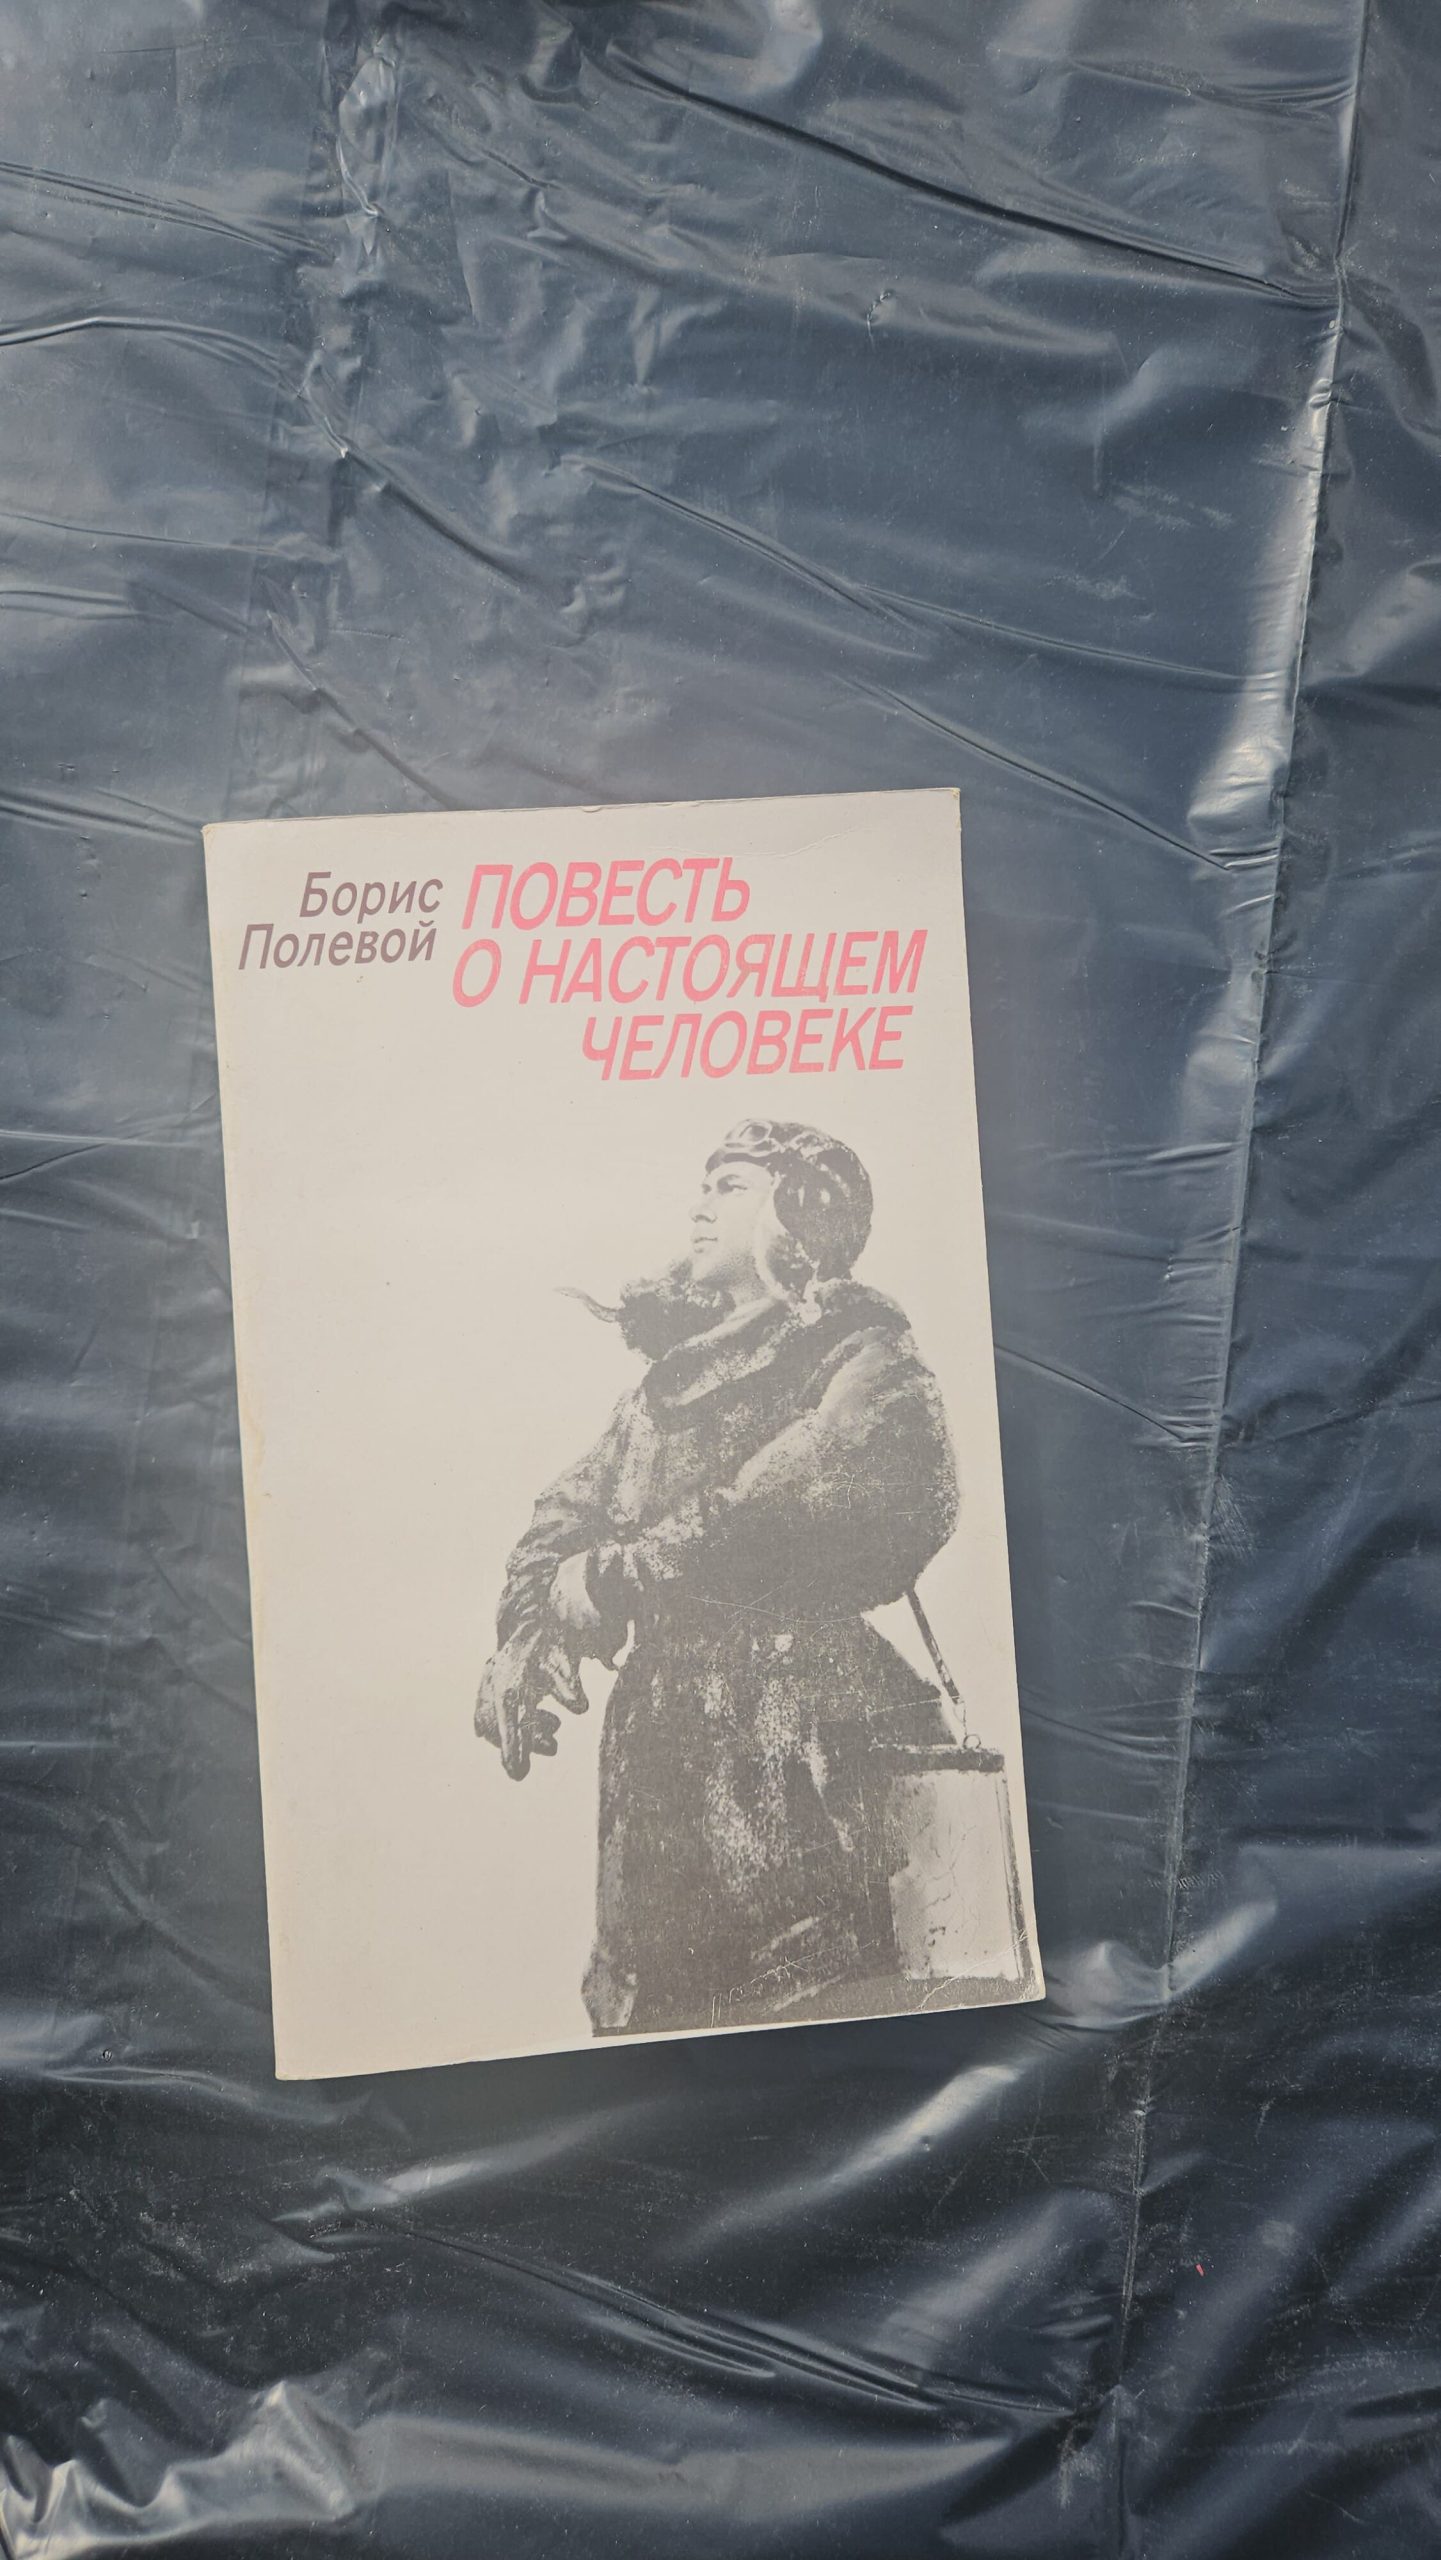 Борис
Полевой
ПОВЕСТЬ
О НАСТОЯЩЕМ
ЧЕЛОВЕКЕ